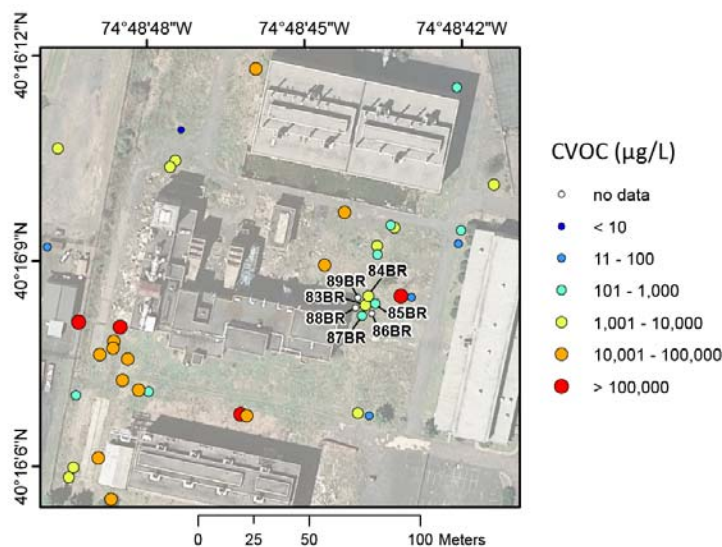 74°48'48"W 74°48'45"W 74°48'42"W
40°16'12"N
40°16'9"N
40°16'6"N
89BR
84BR
83BR
88BR
85BR
87BR
86BR
CVOC (µg/L)
no data
< 10
11 - 100
101 - 1,000
1,001 - 10,000
10,001 - 100,000
> 100,000
0 25 50 100 Meters